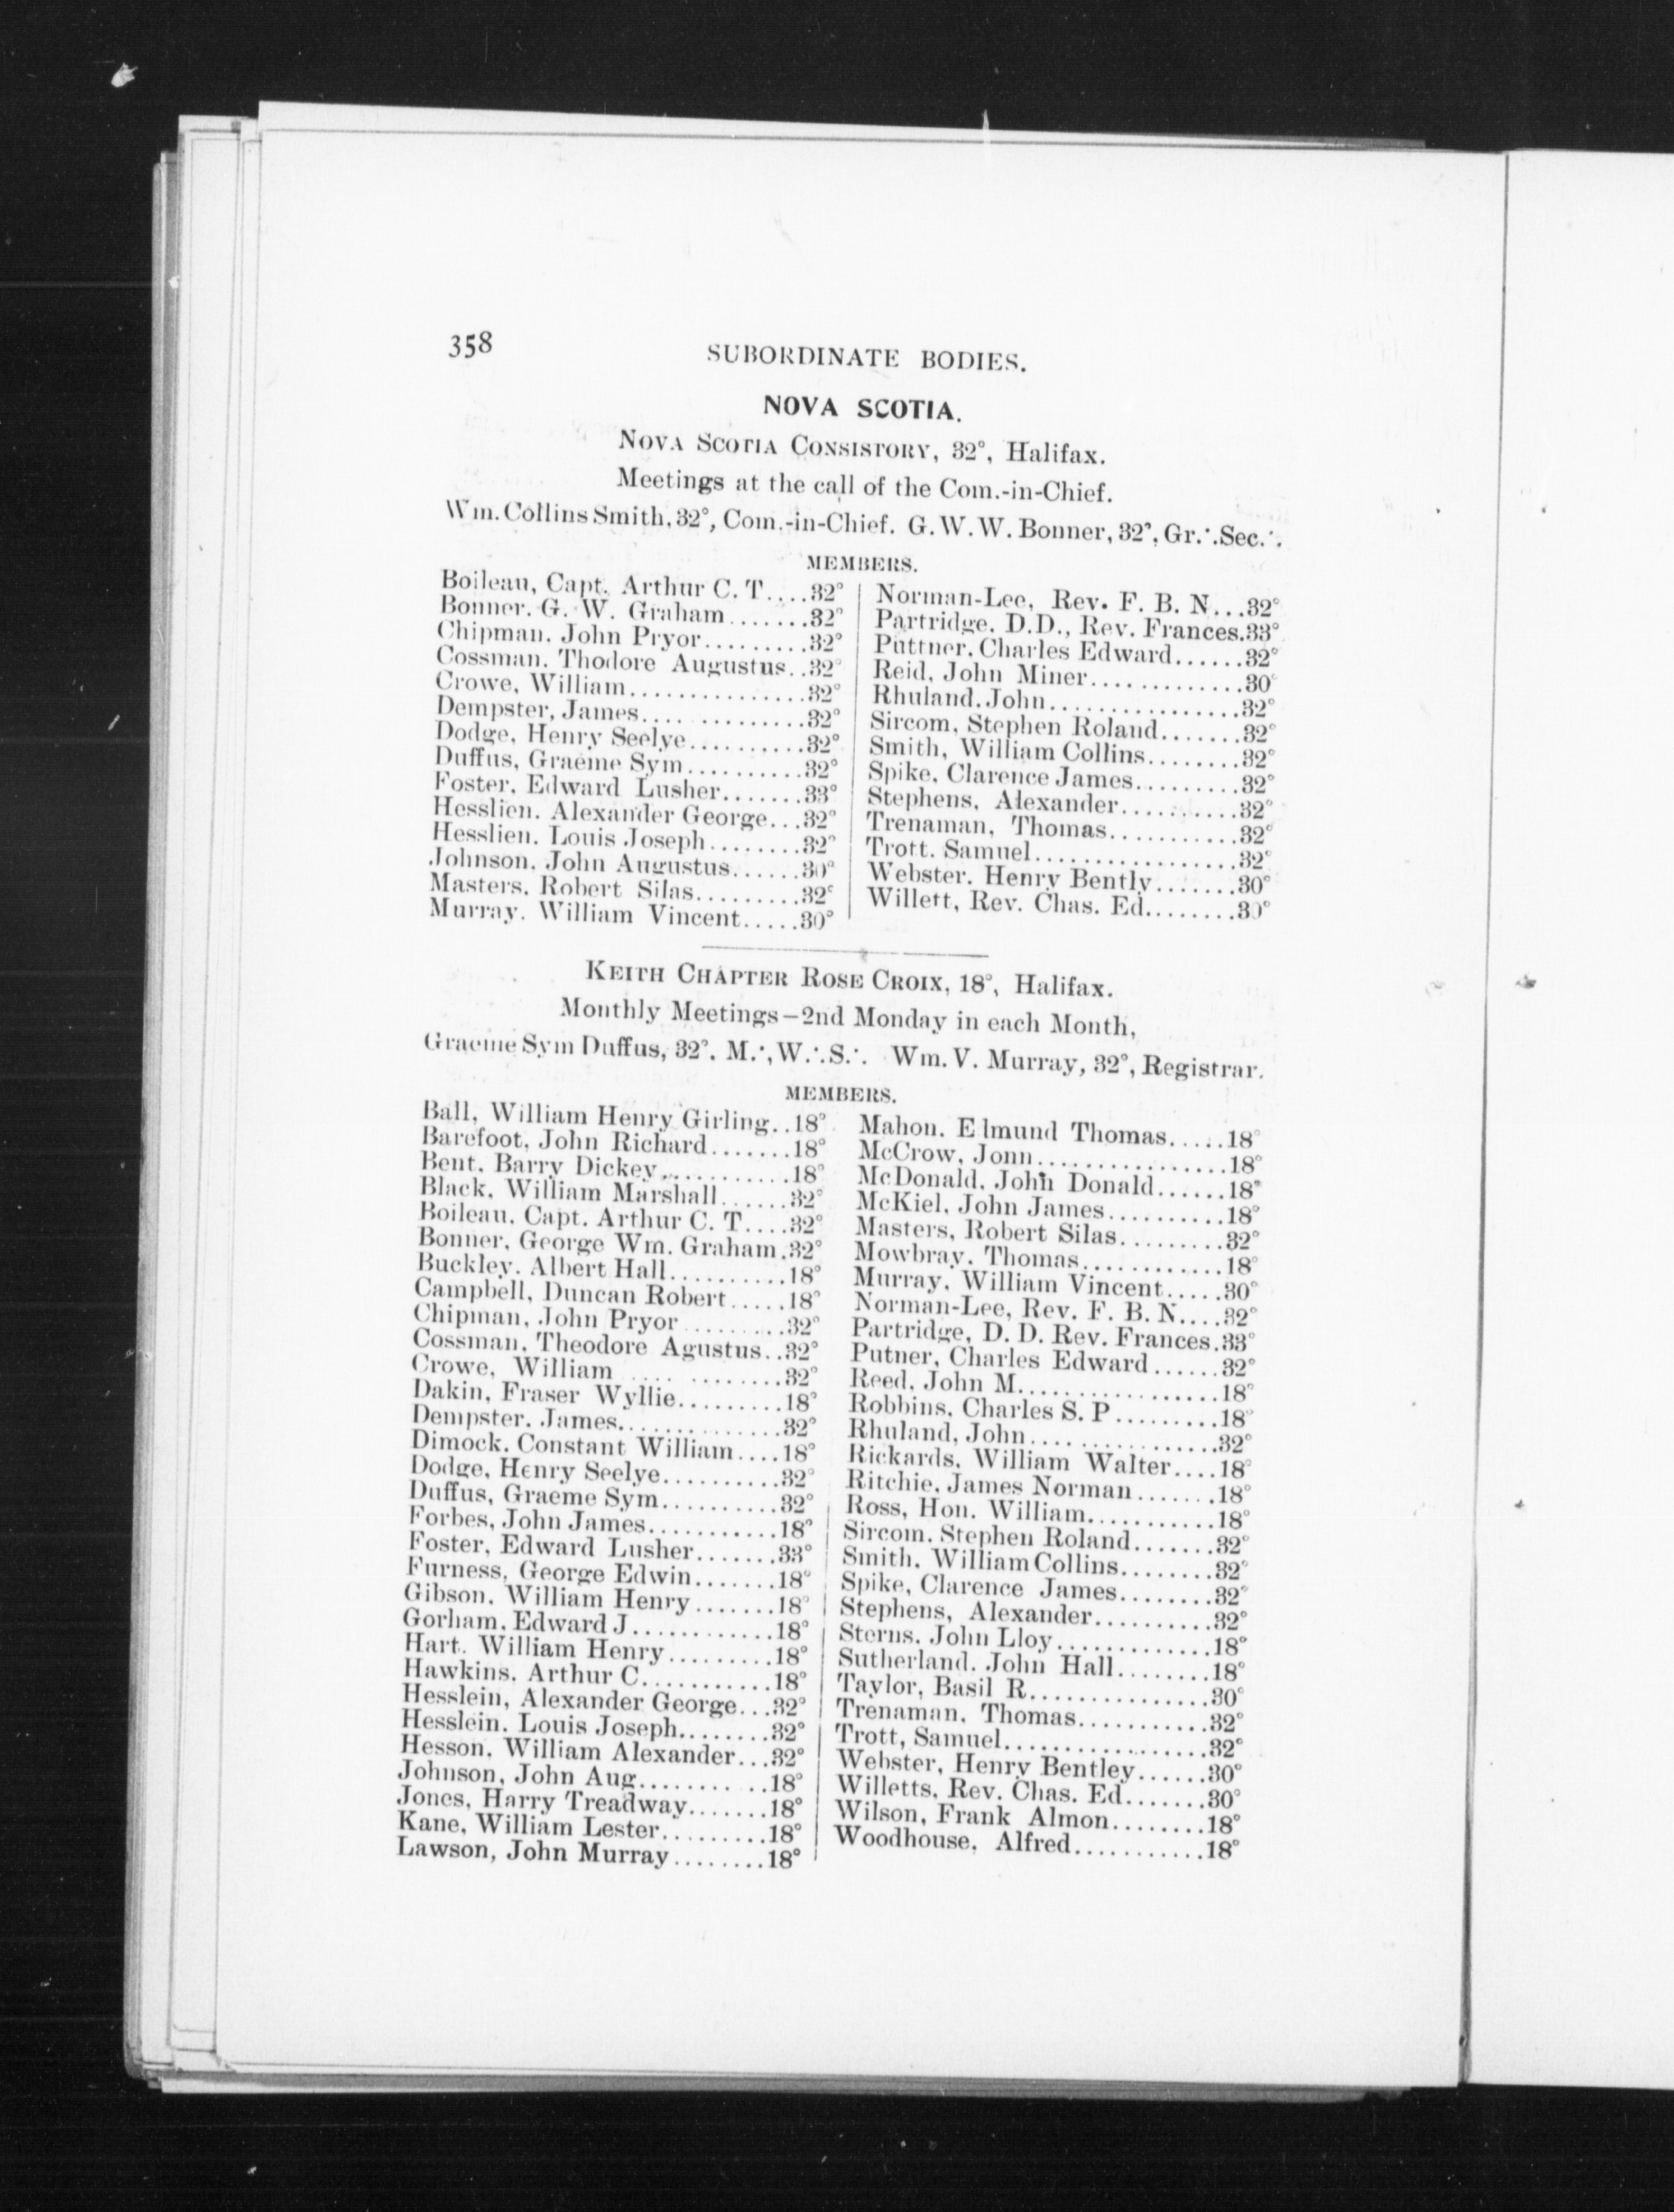 358
SUBORDINATE BODIES.
NOVA SCOTIA.
NOVA SCOTIA CONSISTORY, 32°, Halifax.
Meetings at the call of the Com.-in-Chief.
Wm. Collins Smith, 32°, Com.-in-Chief. G. W. W. Bonner, 32°, Gr.∴Sec.∴
MEMBERS.
Boileau, Capt. Arthur C. T....32°
Bonner. G. W. Graham.......32°
Chipman. John Pryor.........32°
Cossman. Thodore Augustus..32°
Crowe, William...............32°
Dempster, James..............32°
Dodge, Henry Seelye..........32°
Duffus, Graeme Sym..........32°
Foster, Edward Lusher.......33°
Hesslien. Alexander George...32°
Hesslien. Louis Joseph........32°
Johnson. John Augustus......30°
Masters. Robert Silas.........32°
Murray. William Vincent.....30°
Norman-Lee, Rev. F. B. N...32°
Partridge. D.D., Rev. Frances.33°
Puttner. Charles Edward......32°
Reid, John Miner.............30°
Rhuland. John................32°
Sircom, Stephen Roland.......32°
Smith, William Collins........32°
Spike, Clarence James.........32°
Stephens, Alexander..........32°
Trenaman, Thomas...........32°
Trott. Samuel.................32°
Webster. Henry Bently.......30°
Willett, Rev. Chas. Ed........30°
KEITH CHAPTER ROSE CROIX, 18°, Halifax.
Monthly Meetings—2nd Monday in each Month,
Graeme Sym Duffus, 32°. M.∴,W.∴S.∴ Wm. V. Murray, 32°, Registrar.
MEMBERS.
Ball, William Henry Girling..18°
Barefoot, John Richard.......18°
Bent, Barry Dickey...........18°
Black, William Marshall......32°
Boileau. Capt. Arthur C. T....32°
Bonner, George Wm. Graham.32°
Buckley. Albert Hall..........18°
Campbell, Duncan Robert.....18°
Chipman, John Pryor.........32°
Cossman, Theodore Agustus..32°
Crowe, William ............32°
Dakin, Fraser Wyllie.........18°
Dempster. James..............32°
Dimock. Constant William....18°
Dodge, Henry Seelye..........32°
Duffus, Graeme Sym..........32°
Forbes, John James...........18°
Foster, Edward Lusher.......33°
Furness, George Edwin.......18°
Gibson, William Henry.......18°
Gorham, Edward J............18°
Hart. William Henry.........18°
Hawkins. Arthur C...........18°
Hesslein, Alexander George...32°
Hesslein. Louis Joseph........32°
Hesson. William Alexander...32°
Johnson, John Aug...........18°
Jones, Harry Treadway.......18°
Kane, William Lester.........18°
Lawson, John Murray........18°
Mahon. Elmund Thomas.....18°
McCrow, Jonn.................18°
McDonald, John Donald......18°
McKiel, John James..........18°
Masters, Robert Silas.........32°
Mowbray, Thomas............18°
Murray. William Vincent.....30°
Norman-Lee, Rev. F. B. N....32°
Partridge, D. D. Rev. Frances.33°
Putner, Charles Edward......32°
Reed, John M.................18°
Robbins, Charles S. P.........18°
Rhuland, John................32°
Rickards, William Walter....18°
Ritchie, James Norman.......18°
Ross, Hon. William...........18°
Sircom. Stephen Roland.......32°
Smith, William Collins........32°
Spike, Clarence James........32°
Stephens, Alexander..........32°
Sterns. John Lloy.............18°
Sutherland. John Hall........18°
Taylor, Basil R...............30°
Trenaman. Thomas...........32°
Trott, Samuel.................32°
Webster, Henry Bentley......30°
Willetts, Rev. Chas. Ed.......30°
Wilson, Frank Almon........18°
Woodhouse. Alfred...........18°